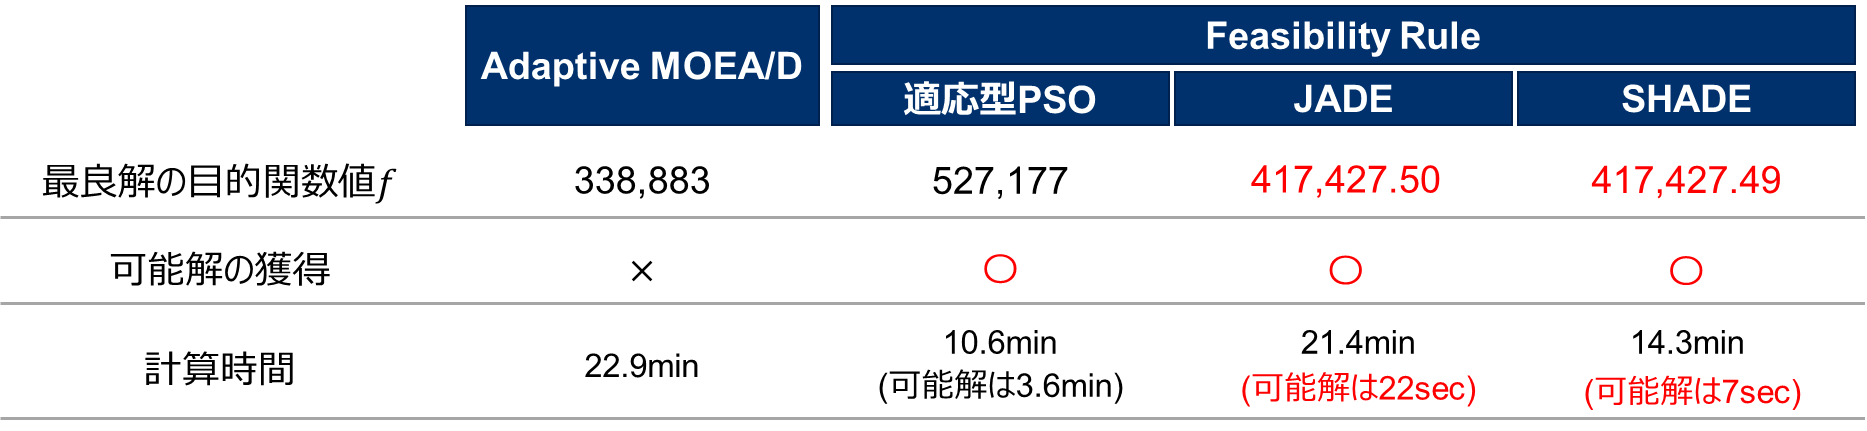 Adaptive MOEA/D
Feasibility Rule
適応型PSO JADE SHADE
最良解の目的関数値f 338,883 527,177 417,427.50 417,427.49
可能解の獲得 × 〇 〇 〇
計算時間 22.9min 10.6min 21.4min 14.3min
(可能解は3.6min) (可能解は22sec) (可能解は7sec)